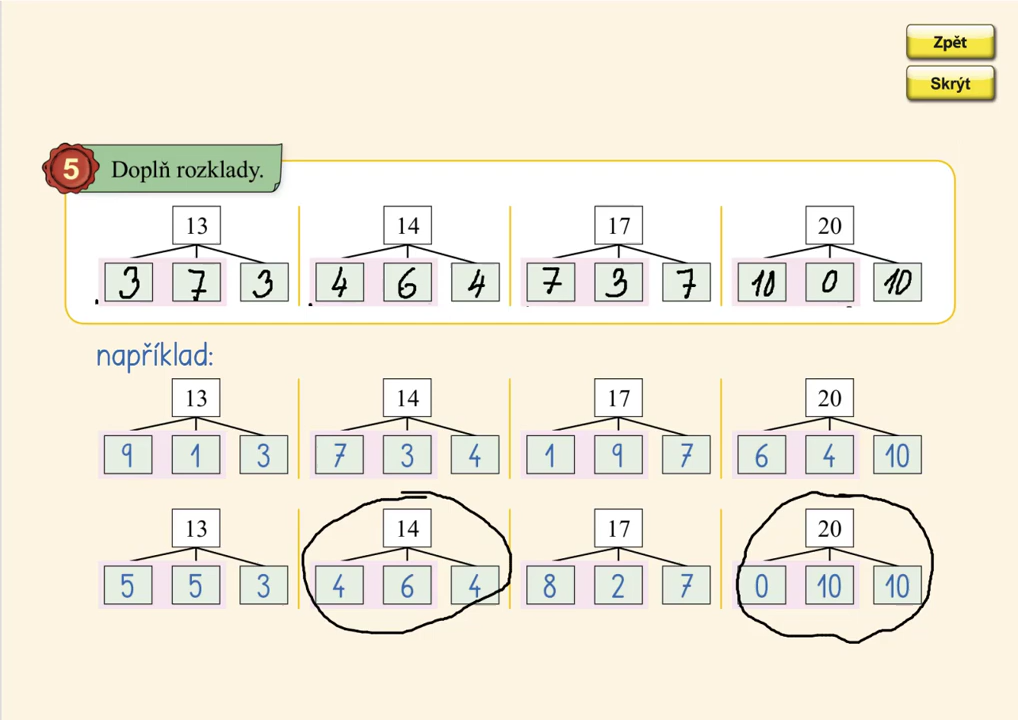 Zpět
Skrýt
5 Doplň rozklady.
13 14 17 20
3 7 3 4 6 4 7 3 7 10 0 10
například:
13 14 17 20
9 1 3 7 3 4 1 9 7 6 4 10
13 14 17 20
5 5 3 4 6 4 8 2 7 0 10 10